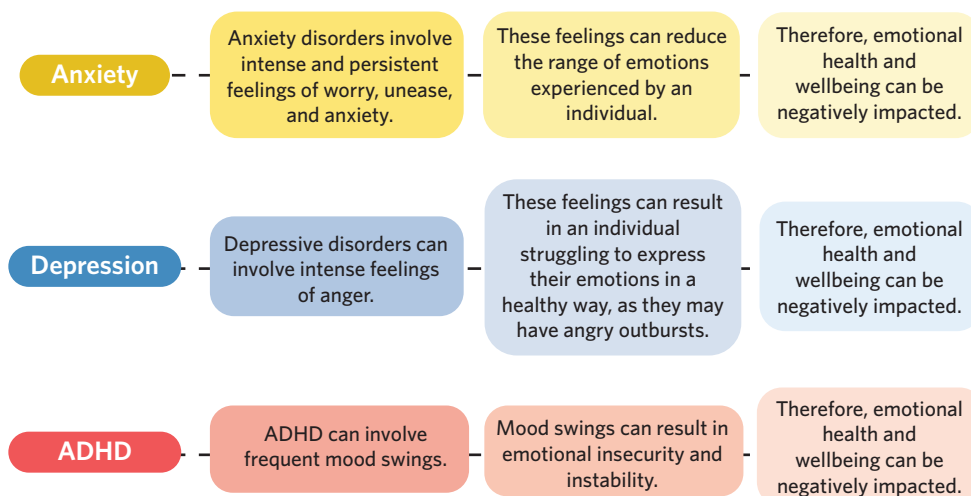 Anxiety
Anxiety disorders involve
intense and persistent
feelings of worry, unease,
and anxiety.
These feelings can reduce
the range of emotions
experienced by an
individual.
Therefore, emotional
health and
wellbeing can be
negatively impacted.
Depression
Depressive disorders can
involve intense feelings
of anger.
These feelings can result
in an individual
struggling to express
their emotions in a
healthy way, as they may
have angry outbursts.
Therefore, emotional
health and
wellbeing can be
negatively impacted.
ADHD
ADHD can involve
frequent mood swings.
Mood swings can result in
emotional insecurity and
instability.
Therefore, emotional
health and
wellbeing can be
negatively impacted.